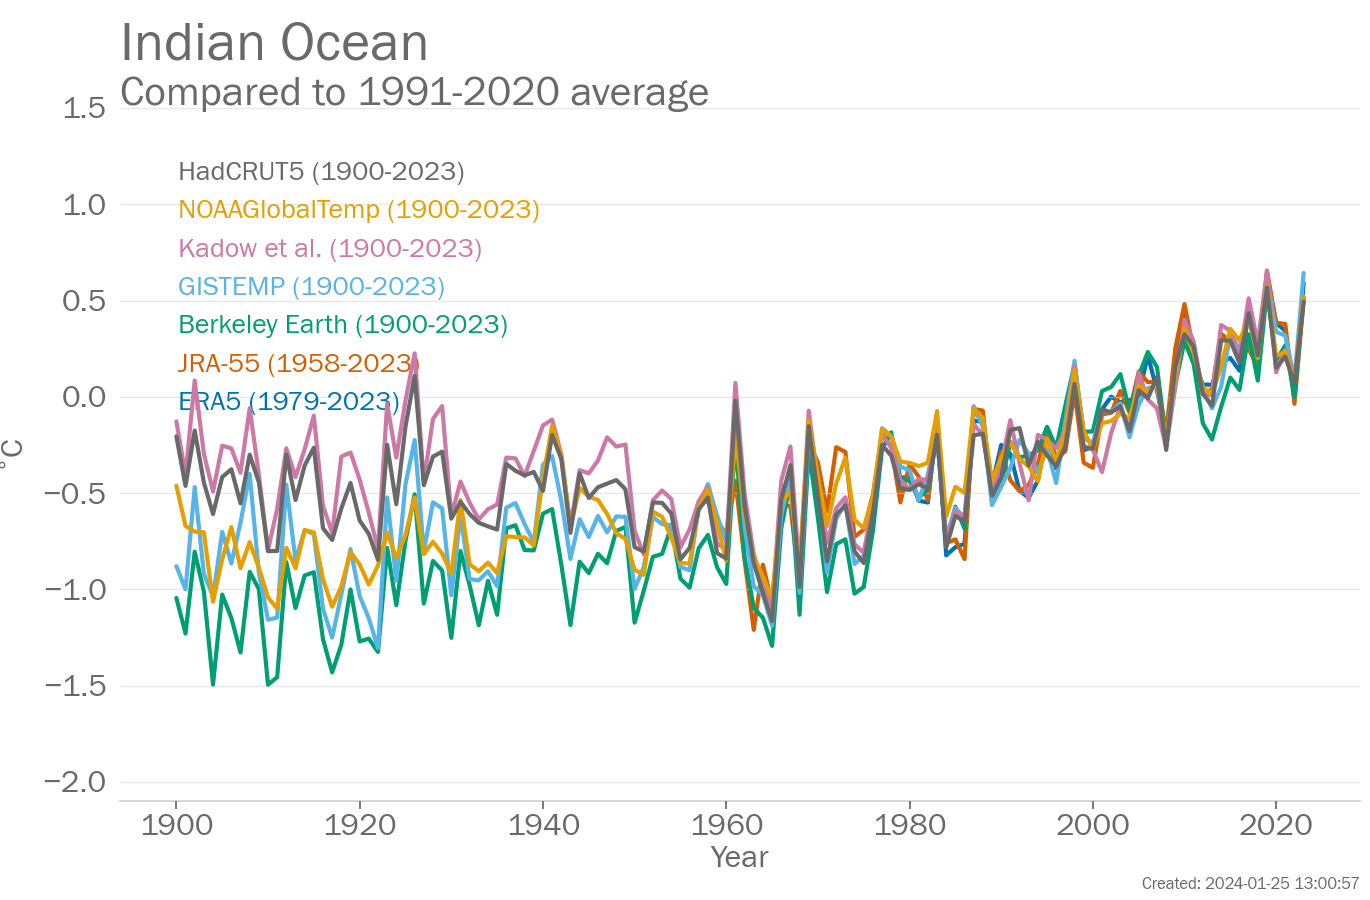 Indian Ocean
Compared to 1991-2020 average
1.5
HadCRUT5 (1900-2023)
1.0
NOAAGlobalTemp (1900-2023)
Kadow et al. (1900-2023)
GISTEMP (1900-2023)
0.5
Berkeley Earth (1900-2023)
JRA-55 (1958-2023)
0.0
ERA5 (1979-2023)
°C
−0.5
−1.0
−1.5
−2.0
1900 1920 1940 1960 1980 2000 2020
Year
Created: 2024-01-25 13:00:57